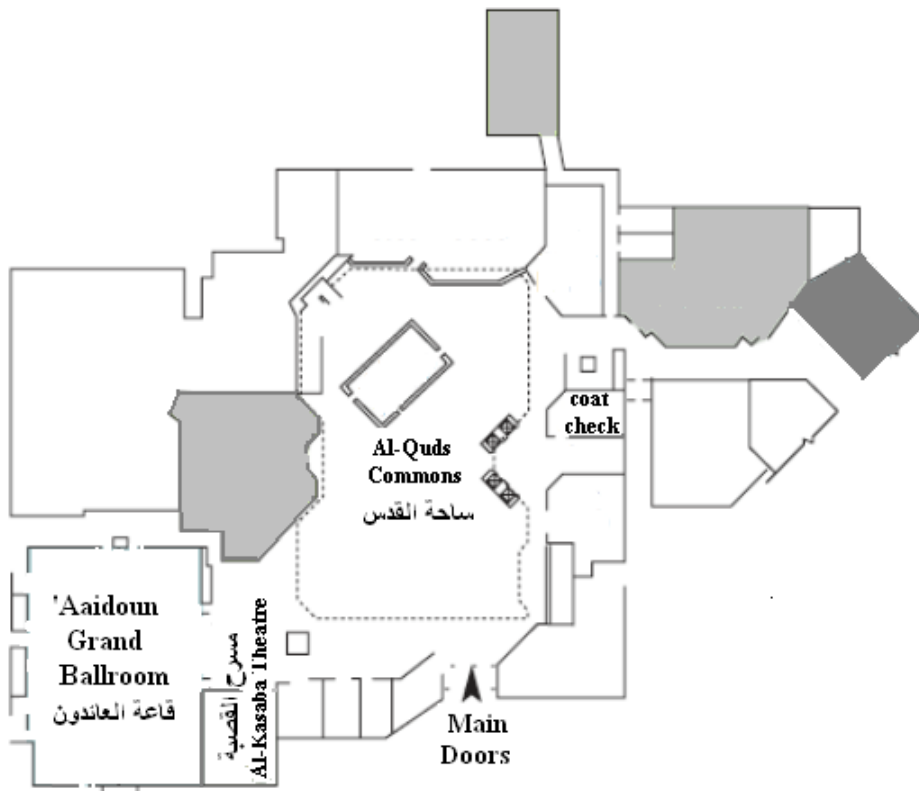 coat
check
Al-Quds
Commons
ساحة القدس
'Aaidoun
Grand
Ballroom
قاعة العائدون
مسرح القصبة
Al-Kasaba Theatre
Main
Doors